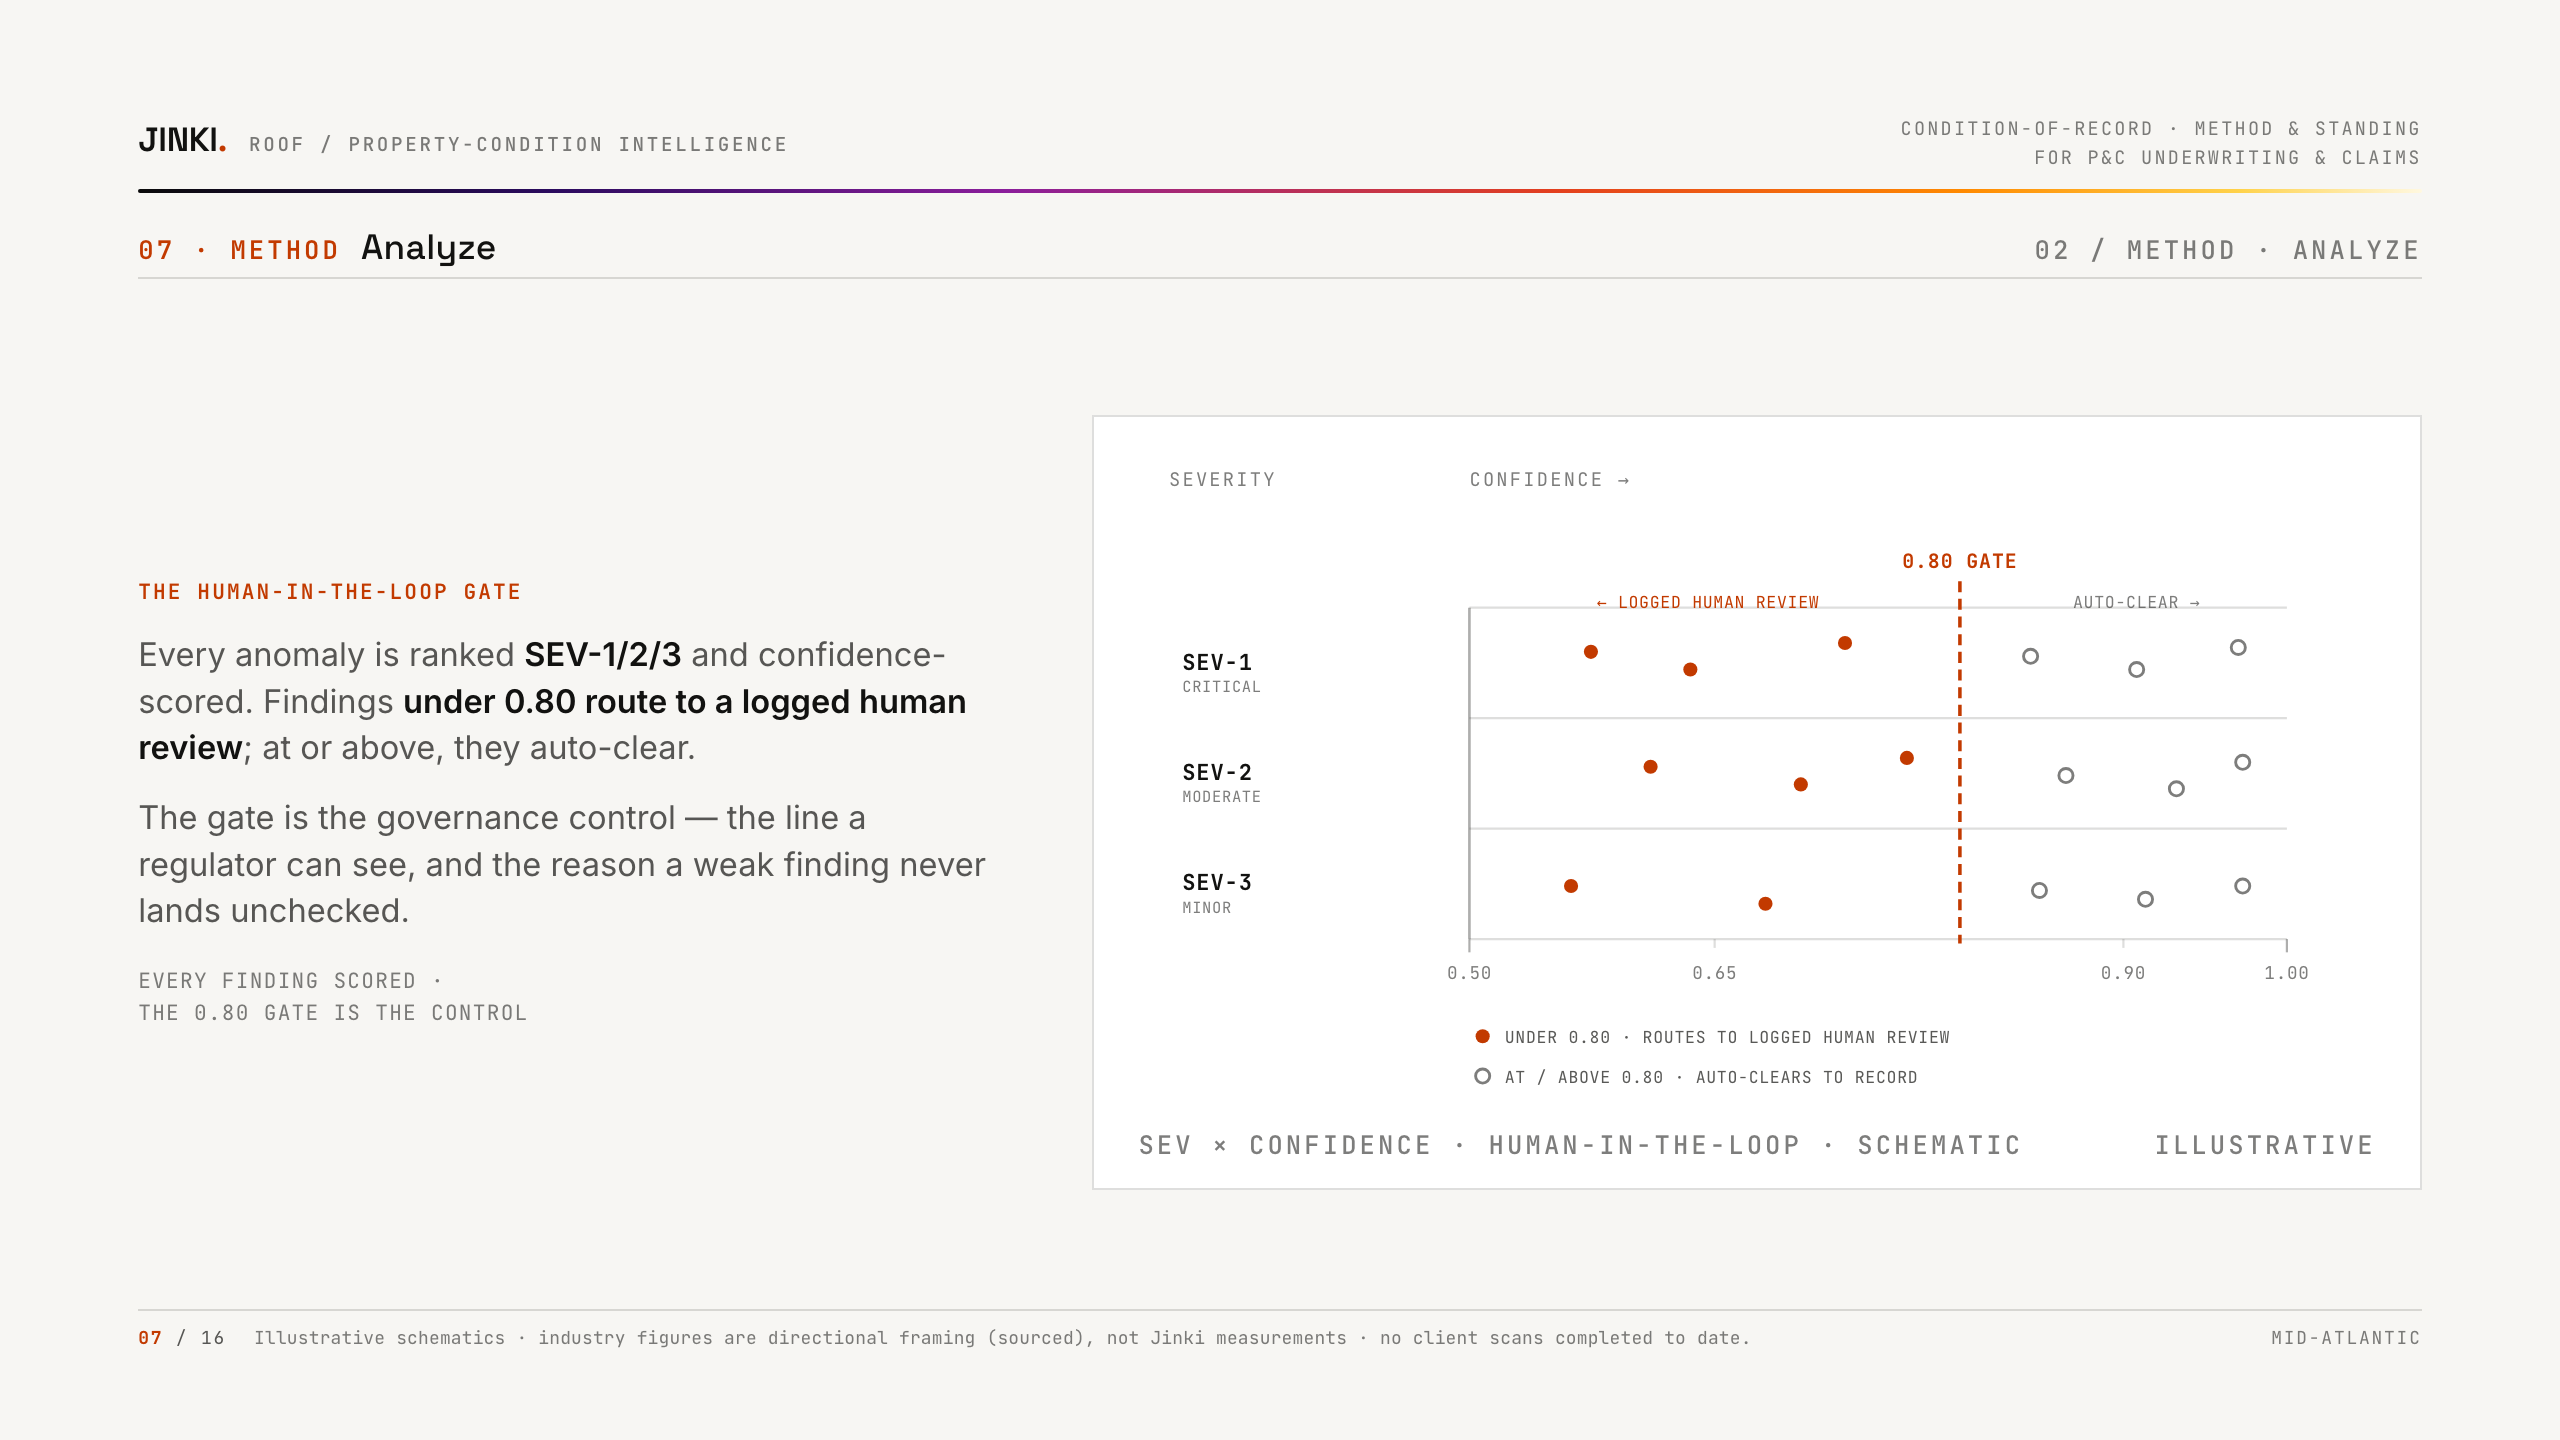 JINKI. ROOF / PROPERTY-CONDITION INTELLIGENCE
CONDITION-OF-RECORD · METHOD & STANDING
FOR P&C UNDERWRITING & CLAIMS
07 · METHOD Analyze
02 / METHOD · ANALYZE
THE HUMAN-IN-THE-LOOP GATE
Every anomaly is ranked SEV-1/2/3 and confidence-
scored. Findings under 0.80 route to a logged human
review; at or above, they auto-clear.
The gate is the governance control — the line a
regulator can see, and the reason a weak finding never
lands unchecked.
EVERY FINDING SCORED ·
THE 0.80 GATE IS THE CONTROL
SEVERITY
CONFIDENCE →
0.80 GATE
← LOGGED HUMAN REVIEW
AUTO-CLEAR →
SEV-1
CRITICAL
SEV-2
MODERATE
SEV-3
MINOR
0.50 0.65 0.90 1.00
UNDER 0.80 · ROUTES TO LOGGED HUMAN REVIEW
AT / ABOVE 0.80 · AUTO-CLEARS TO RECORD
SEV × CONFIDENCE · HUMAN-IN-THE-LOOP · SCHEMATIC
ILLUSTRATIVE
07 / 16 Illustrative schematics · industry figures are directional framing (sourced), not Jinki measurements · no client scans completed to date.
MID-ATLANTIC